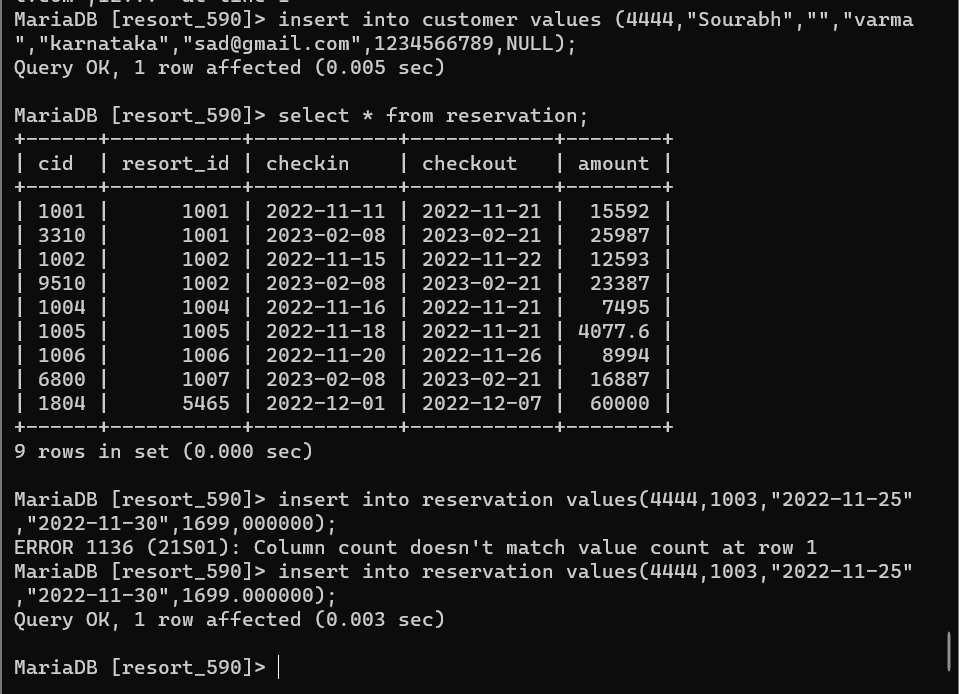 MariaDB [resort_590]> insert into customer values (4444,"Sourabh","","varma
","karnataka","sad@gmail.com",1234566789,NULL);
Query OK, 1 row affected (0.005 sec)
MariaDB [resort_590]> select * from reservation;
+------+-----------+------------+------------+--------+
| cid  | resort_id | checkin    | checkout   | amount |
+------+-----------+------------+------------+--------+
| 1001 |      1001 | 2022-11-11 | 2022-11-21 |  15592 |
| 3310 |      1001 | 2023-02-08 | 2023-02-21 |  25987 |
| 1002 |      1002 | 2022-11-15 | 2022-11-22 |  12593 |
| 9510 |      1002 | 2023-02-08 | 2023-02-21 |  23387 |
| 1004 |      1004 | 2022-11-16 | 2022-11-21 |   7495 |
| 1005 |      1005 | 2022-11-18 | 2022-11-21 | 4077.6 |
| 1006 |      1006 | 2022-11-20 | 2022-11-26 |   8994 |
| 6800 |      1007 | 2023-02-08 | 2023-02-21 |  16887 |
| 1804 |      5465 | 2022-12-01 | 2022-12-07 |  60000 |
+------+-----------+------------+------------+--------+
9 rows in set (0.000 sec)
MariaDB [resort_590]> insert into reservation values(4444,1003,"2022-11-25"
,"2022-11-30",1699,000000);
ERROR 1136 (21S01): Column count doesn't match value count at row 1
MariaDB [resort_590]> insert into reservation values(4444,1003,"2022-11-25"
,"2022-11-30",1699.000000);
Query OK, 1 row affected (0.003 sec)
MariaDB [resort_590]>